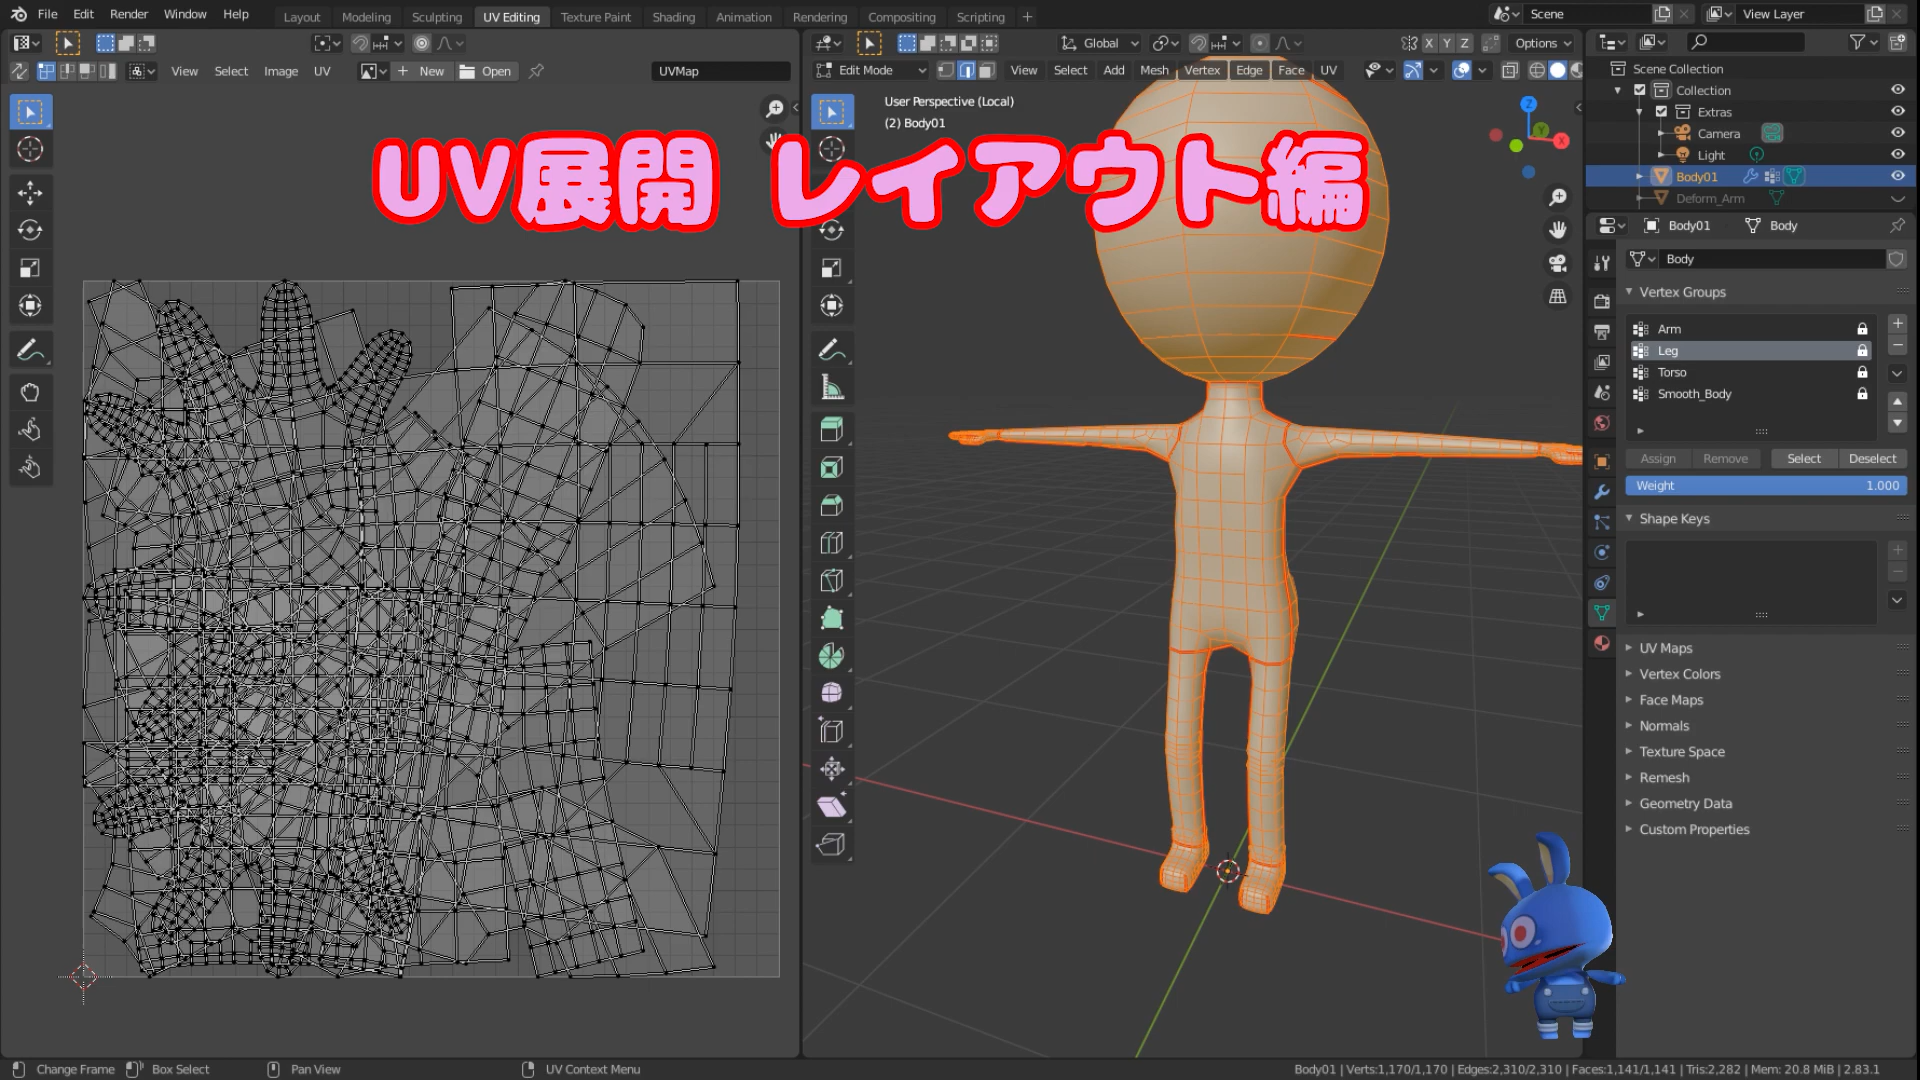 File Edit Render Window Help
Layout Modeling Sculpting UV Editing Texture Paint Shading Animation Rendering Compositing Scripting +
Scene
View Layer
Global
X Y Z
Options
View Select Image UV
New
Open
UVMap
Edit Mode
View Select Add Mesh Vertex Edge Face UV
User Perspective (Local)
(2) Body01
Z
Y
X
UV展開 レイアウト編
Scene Collection
Collection
Extras
Camera
Light
Body01
Deform_Arm
Body01
Body
Body
Vertex Groups
Arm
Leg
Torso
Smooth_Body
Assign Remove Select Deselect
Weight 1.000
Shape Keys
UV Maps
Vertex Colors
Face Maps
Normals
Texture Space
Remesh
Geometry Data
Custom Properties
Change Frame
Box Select
Pan View
UV Context Menu
Body01 | Verts:1,170/1,170 | Edges:2,310/2,310 | Faces:1,141/1,141 | Tris:2,282 | Mem: 20.8 MiB | 2.83.1